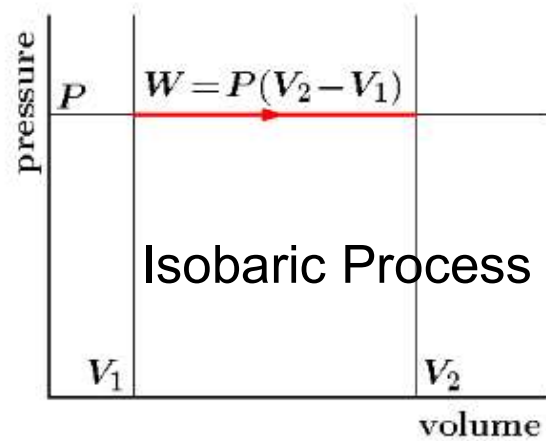 pressure
P
W = P(V₂ − V₁)
Isobaric Process
V₁
V₂
volume